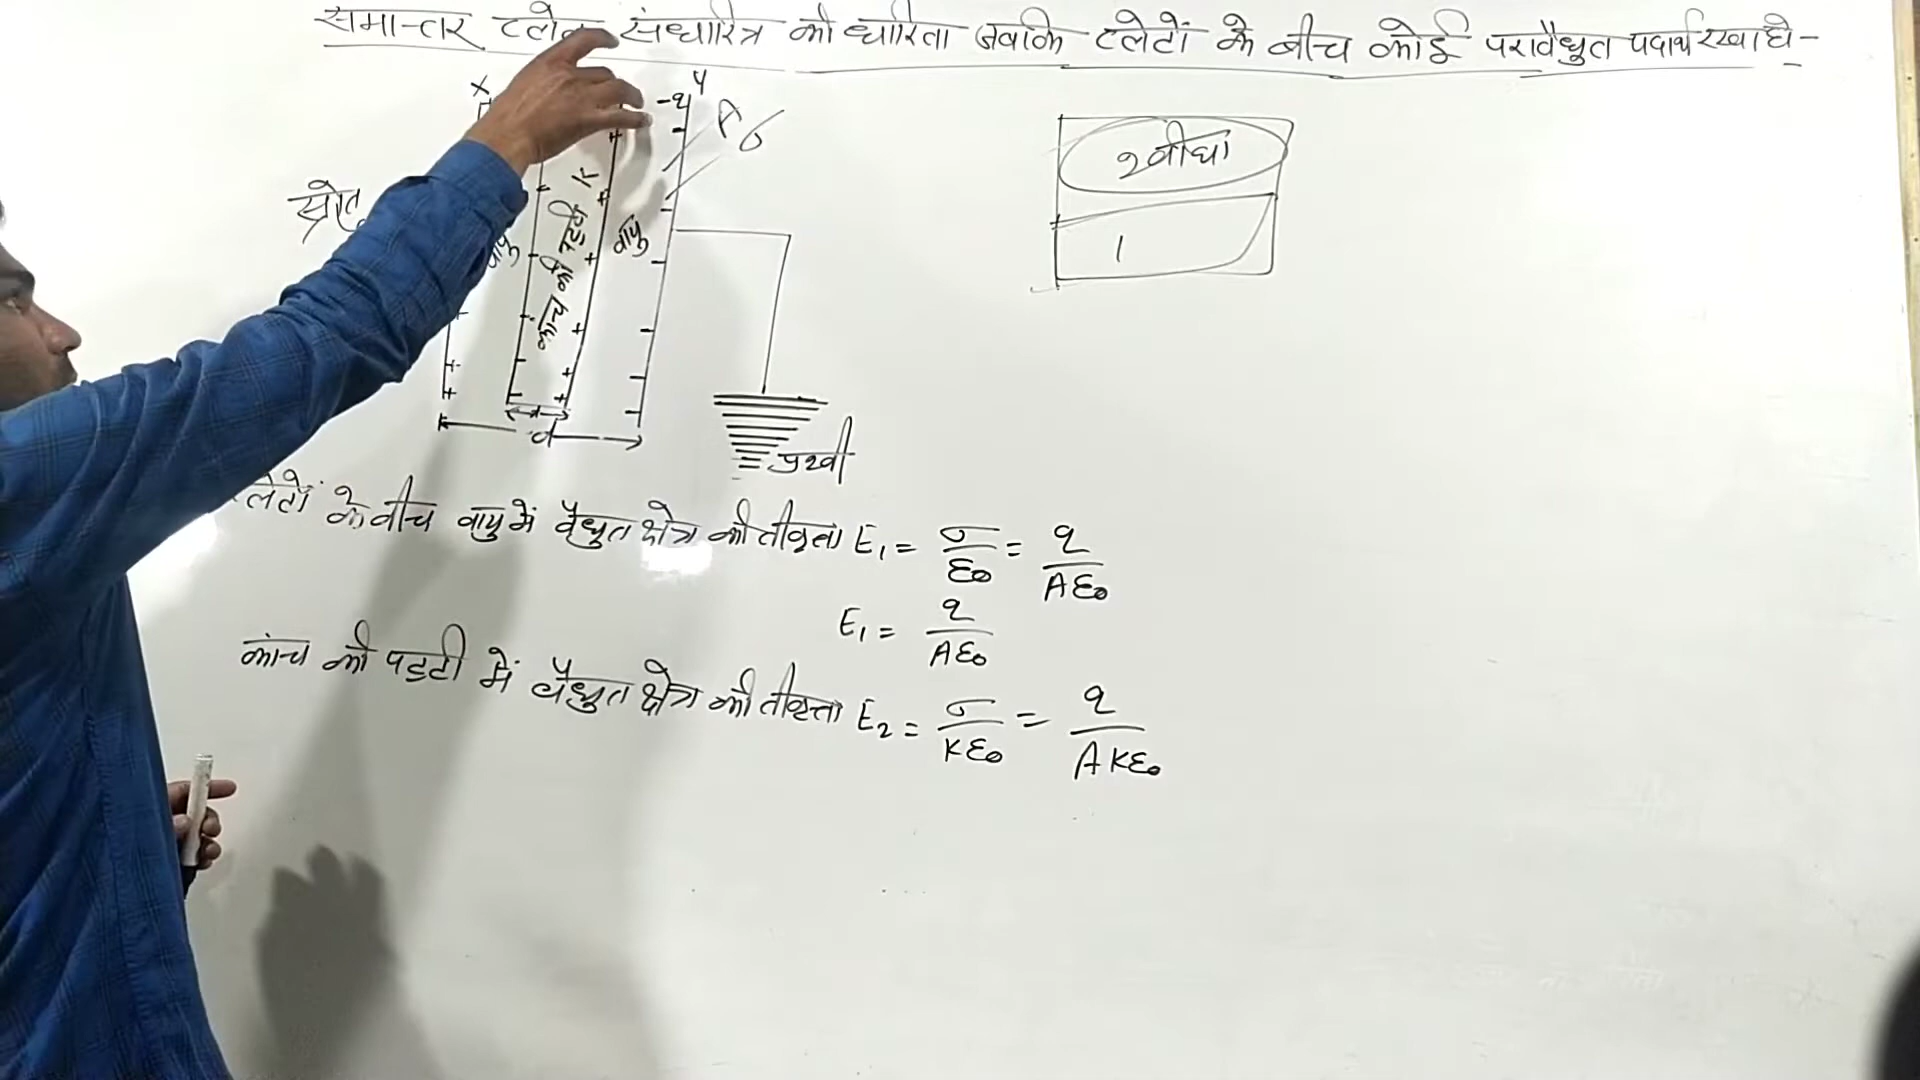 समान्तर प्लेट संधारित्र की धारिता जबकि प्लेटों के बीच कोई परावैधुत पदार्थ रखा हो-
X
Y
-q
A
σ
स्रोत
वायु
कांच की पट्टी K
वायु
t
d
पृथ्वी
2 बीघा
1
प्लेटों के बीच वायु में वैधुत क्षेत्र की तीव्रता E₁ = σ/ε₀ = q/Aε₀
E₁ = q/Aε₀
कांच की पट्टी में वैधुत क्षेत्र की तीव्रता E₂ = σ/Kε₀ = q/AKε₀